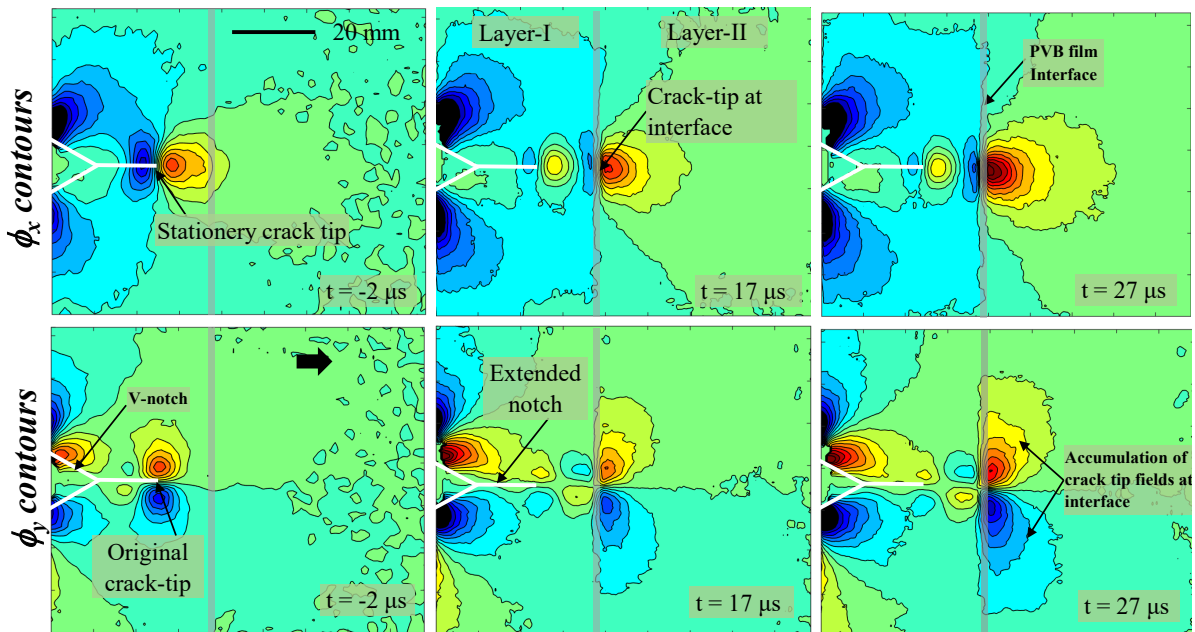 ϕx contours
20 mm
Stationery crack tip
t = -2 μs
Layer-I
Layer-II
Crack-tip at
interface
t = 17 μs
PVB film
Interface
t = 27 μs
ϕy contours
V-notch
Original
crack-tip
t = -2 μs
Extended
notch
t = 17 μs
Accumulation of
crack tip fields at
interface
t = 27 μs